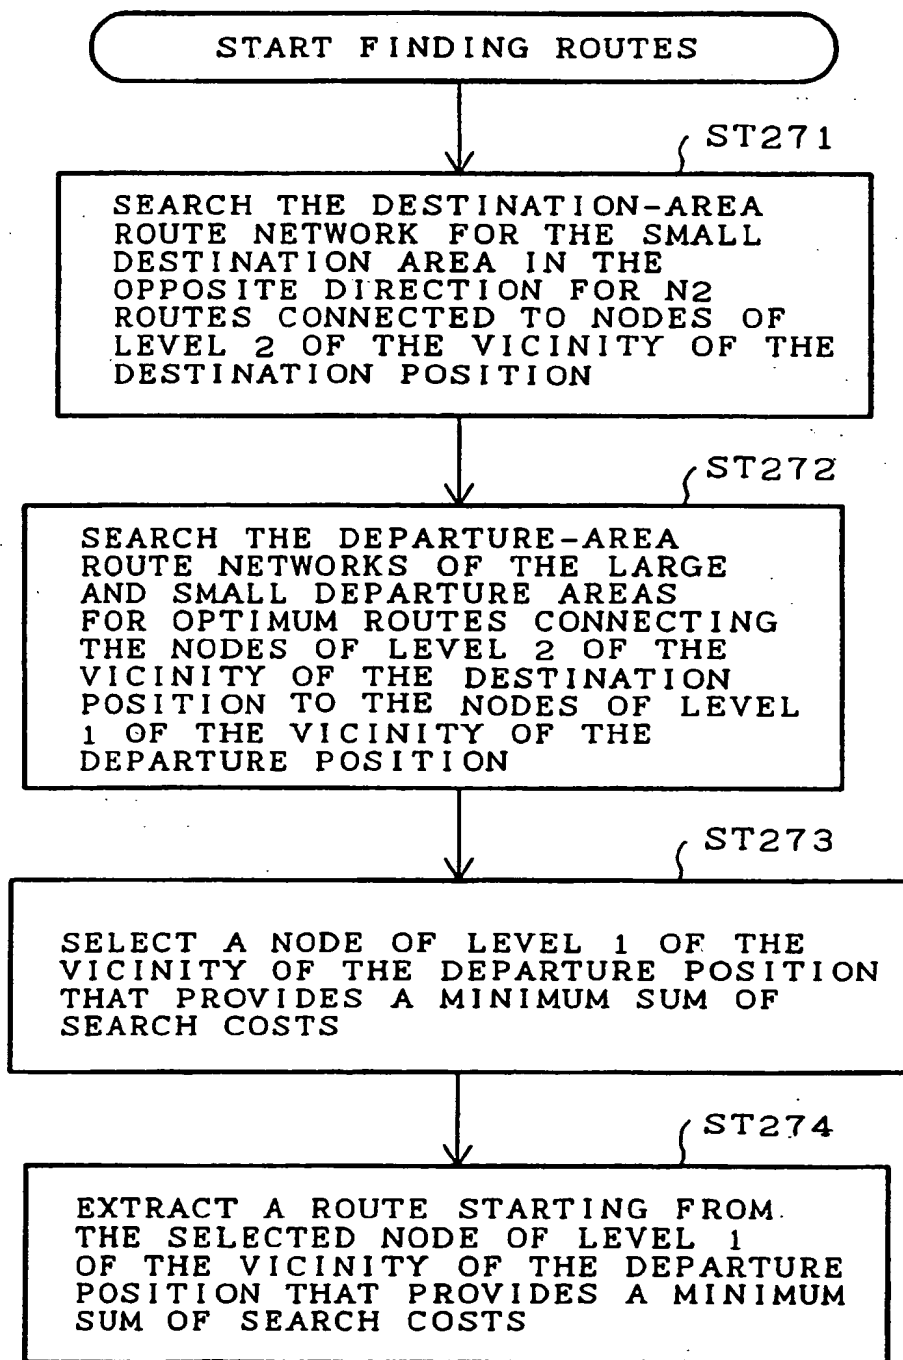 START FINDING ROUTES
ST271
SEARCH THE DESTINATION-AREA
ROUTE NETWORK FOR THE SMALL
DESTINATION AREA IN THE
OPPOSITE DIRECTION FOR N2
ROUTES CONNECTED TO NODES OF
LEVEL 2 OF THE VICINITY OF THE
DESTINATION POSITION
ST272
SEARCH THE DEPARTURE-AREA
ROUTE NETWORKS OF THE LARGE
AND SMALL DEPARTURE AREAS
FOR OPTIMUM ROUTES CONNECTING
THE NODES OF LEVEL 2 OF THE
VICINITY OF THE DESTINATION
POSITION TO THE NODES OF LEVEL
1 OF THE VICINITY OF THE
DEPARTURE POSITION
ST273
SELECT A NODE OF LEVEL 1 OF THE
VICINITY OF THE DEPARTURE POSITION
THAT PROVIDES A MINIMUM SUM OF
SEARCH COSTS
ST274
EXTRACT A ROUTE STARTING FROM
THE SELECTED NODE OF LEVEL 1
OF THE VICINITY OF THE DEPARTURE
POSITION THAT PROVIDES A MINIMUM
SUM OF SEARCH COSTS